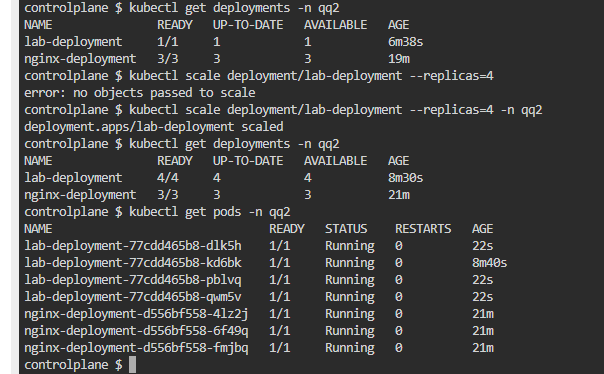 controlplane $ kubectl get deployments -n qq2
NAME READY UP-TO-DATE AVAILABLE AGE
lab-deployment 1/1 1 1 6m38s
nginx-deployment 3/3 3 3 19m
controlplane $ kubectl scale deployment/lab-deployment --replicas=4
error: no objects passed to scale
controlplane $ kubectl scale deployment/lab-deployment --replicas=4 -n qq2
deployment.apps/lab-deployment scaled
controlplane $ kubectl get deployments -n qq2
NAME READY UP-TO-DATE AVAILABLE AGE
lab-deployment 4/4 4 4 8m30s
nginx-deployment 3/3 3 3 21m
controlplane $ kubectl get pods -n qq2
NAME READY STATUS RESTARTS AGE
lab-deployment-77cdd465b8-dlk5h 1/1 Running 0 22s
lab-deployment-77cdd465b8-kd6bk 1/1 Running 0 8m40s
lab-deployment-77cdd465b8-pblvq 1/1 Running 0 22s
lab-deployment-77cdd465b8-qwm5v 1/1 Running 0 22s
nginx-deployment-d556bf558-4lz2j 1/1 Running 0 21m
nginx-deployment-d556bf558-6f49q 1/1 Running 0 21m
nginx-deployment-d556bf558-fmjbq 1/1 Running 0 21m
controlplane $